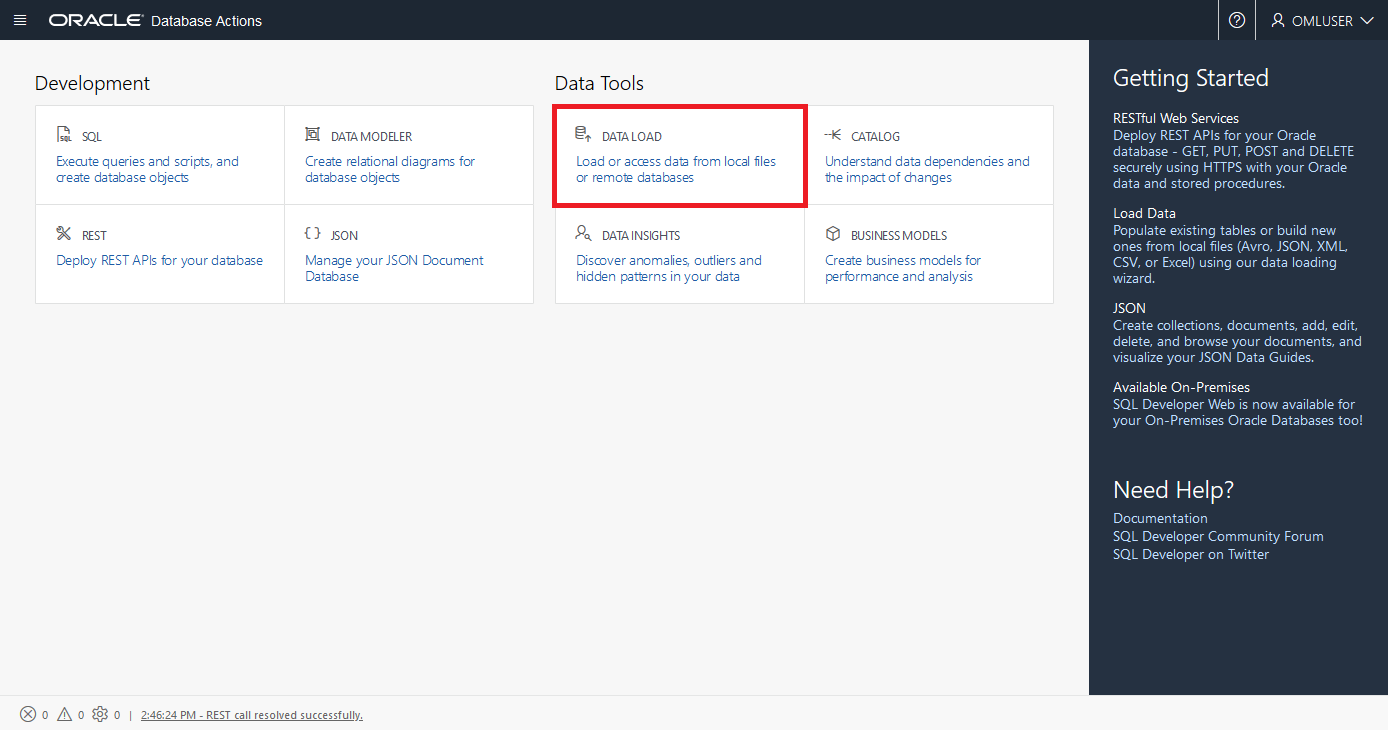 ORACLE Database Actions
OMLUSER
Development
SQL
Execute queries and scripts, and
create database objects
DATA MODELER
Create relational diagrams for
database objects
REST
Deploy REST APIs for your database
JSON
Manage your JSON Document
Database
Data Tools
DATA LOAD
Load or access data from local files
or remote databases
CATALOG
Understand data dependencies and
the impact of changes
DATA INSIGHTS
Discover anomalies, outliers and
hidden patterns in your data
BUSINESS MODELS
Create business models for
performance and analysis
Getting Started
RESTful Web Services
Deploy REST APIs for your Oracle
database - GET, PUT, POST and DELETE
securely using HTTPS with your Oracle
data and stored procedures.
Load Data
Populate existing tables or build new
ones from local files (Avro, JSON, XML,
CSV, or Excel) using our data loading
wizard.
JSON
Create collections, documents, add, edit,
delete, and browse your documents, and
visualize your JSON Data Guides.
Available On-Premises
SQL Developer Web is now available for
your On-Premises Oracle Databases too!
Need Help?
Documentation
SQL Developer Community Forum
SQL Developer on Twitter
0 0 0 | 2:46:24 PM - REST call resolved successfully.